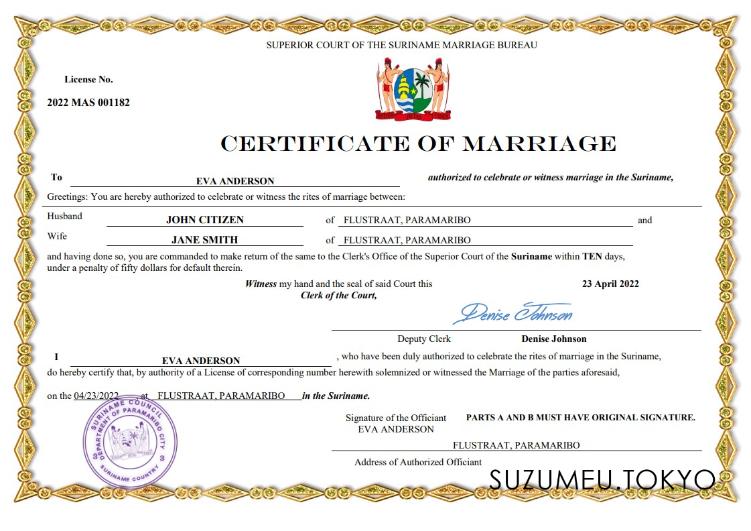 SUPERIOR COURT OF THE SURINAME MARRIAGE BUREAU
License No.
2022 MAS 001182
CERTIFICATE OF MARRIAGE
To EVA ANDERSON authorized to celebrate or witness marriage in the Suriname,
Greetings: You are hereby authorized to celebrate or witness the rites of marriage between:
Husband JOHN CITIZEN of FLUSTRAAT, PARAMARIBO and
Wife JANE SMITH of FLUSTRAAT, PARAMARIBO
and having done so, you are commanded to make return of the same to the Clerk's Office of the Superior Court of the Suriname within TEN days,
under a penalty of fifty dollars for default therein.
Witness my hand and the seal of said Court this 23 April 2022
Clerk of the Court,
Denise Johnson
Deputy Clerk Denise Johnson
I EVA ANDERSON , who have been duly authorized to celebrate the rites of marriage in the Suriname,
do hereby certify that, by authority of a License of corresponding number herewith solemnized or witnessed the Marriage of the parties aforesaid,
on the 04/23/2022 at FLUSTRAAT, PARAMARIBO in the Suriname.
SURINAME COUNCIL
DEPARTMENT OF PARAMARIBO CITY
SURINAME COUNTRY
Signature of the Officiant PARTS A AND B MUST HAVE ORIGINAL SIGNATURE.
EVA ANDERSON
FLUSTRAAT, PARAMARIBO
Address of Authorized Officiant
SUZUMEU.TOKYO